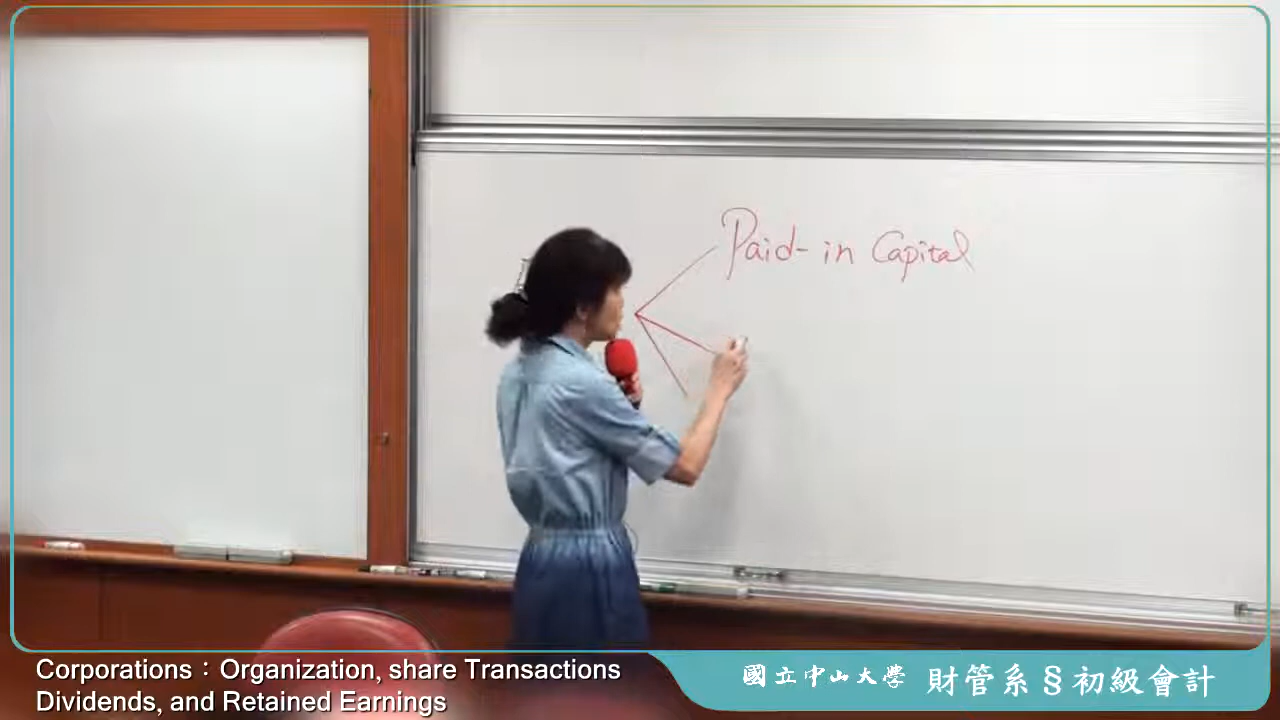 Paid-in Capital
Corporations：Organization, share Transactions
Dividends, and Retained Earnings
國立中山大學 財管系§初級會計